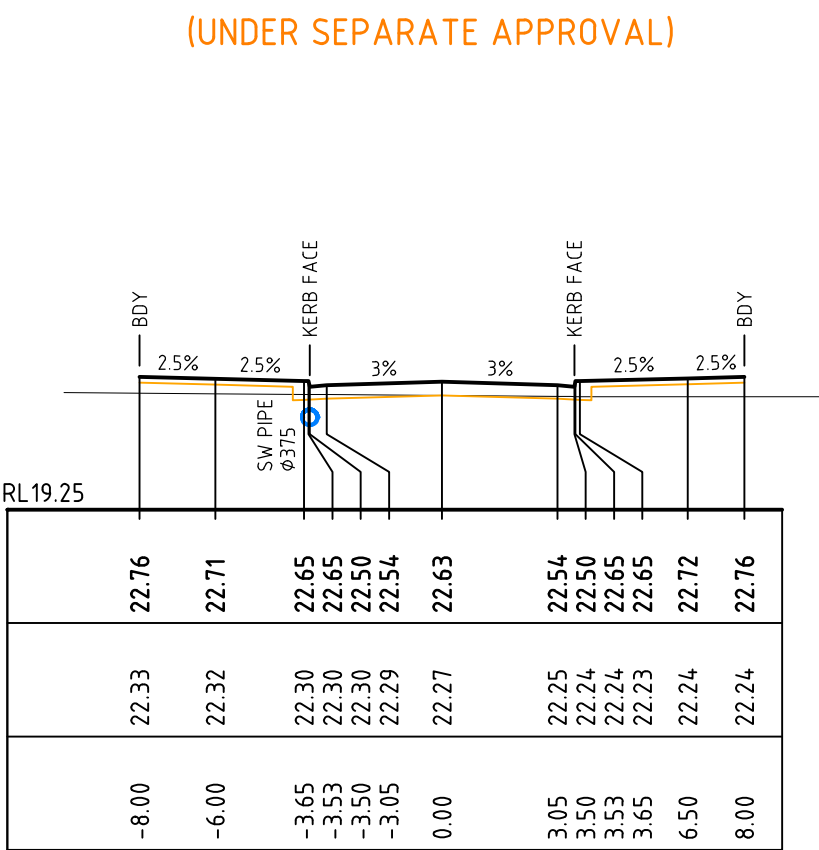 (UNDER SEPARATE APPROVAL)
BDY
KERB FACE
KERB FACE
BDY
2.5%
2.5%
3%
3%
2.5%
2.5%
SW PIPE
Ø375
RL19.25
22.76 22.71 22.65 22.65 22.50 22.54 22.63 22.54 22.50 22.65 22.65 22.72 22.76
22.33 22.32 22.30 22.30 22.30 22.29 22.27 22.25 22.24 22.24 22.23 22.24 22.24
-8.00 -6.00 -3.65 -3.53 -3.50 -3.05 0.00 3.05 3.50 3.53 3.65 6.50 8.00